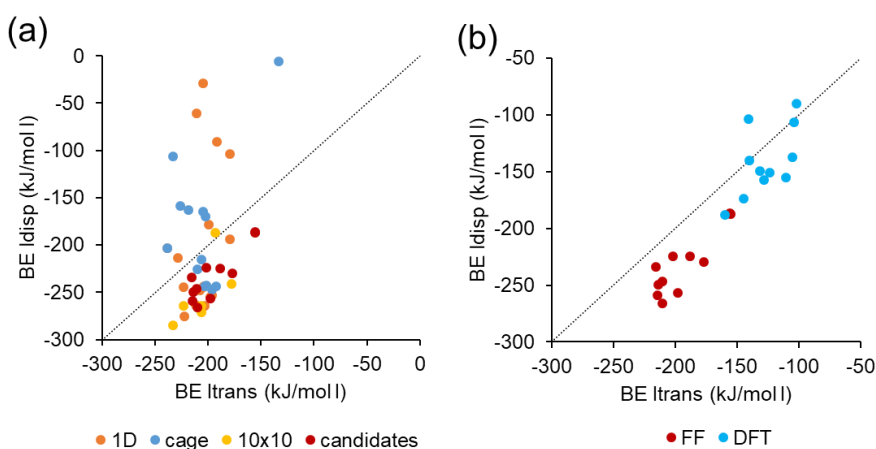 (a)
0
-50
-100
-150
-200
-250
-300
BE Idisp (kJ/mol I)
-300 -250 -200 -150 -100 -50 0
BE Itrans (kJ/mol I)
1D cage 10x10 candidates
(b)
-50
-100
-150
-200
-250
-300
BE Idisp (kJ/mol I)
-300 -250 -200 -150 -100 -50
BE Itrans (kJ/mol I)
FF DFT